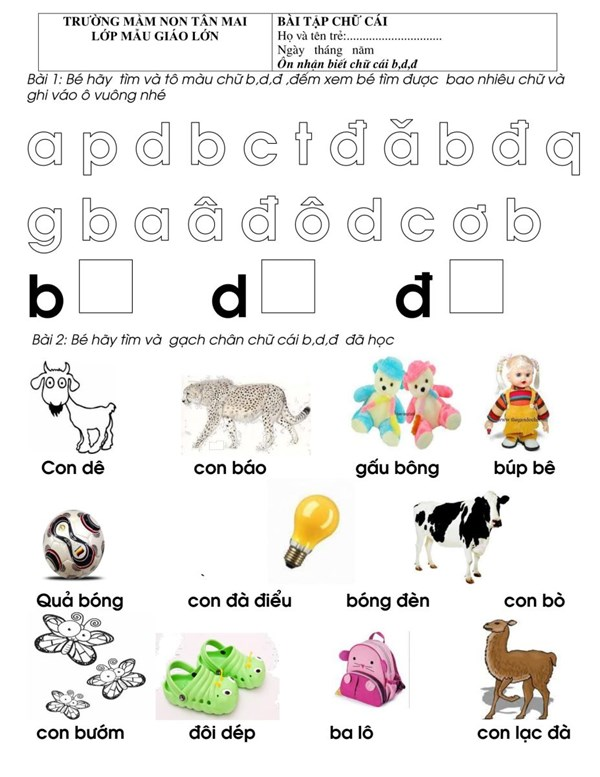 TRƯỜNG MẦM NON TÂN MAI
LỚP MẪU GIÁO LỚN
BÀI TẬP CHỮ CÁI
Họ và tên trẻ:..............................
Ngày tháng năm
Ôn nhận biết chữ cái b,d,đ
Bài 1: Bé hãy tìm và tô màu chữ b,d,đ ,đếm xem bé tìm được bao nhiêu chữ và
ghi váo ô vuông nhé
a p d b c t đ ă b đ q
g b a â đ ô d c ơ b
b d đ
Bài 2: Bé hãy tìm và gạch chân chữ cái b,d,đ đã học
Con dê con báo gấu bông búp bê
Quả bóng con đà điểu bóng đèn con bò
con bướm đôi dép ba lô con lạc đà